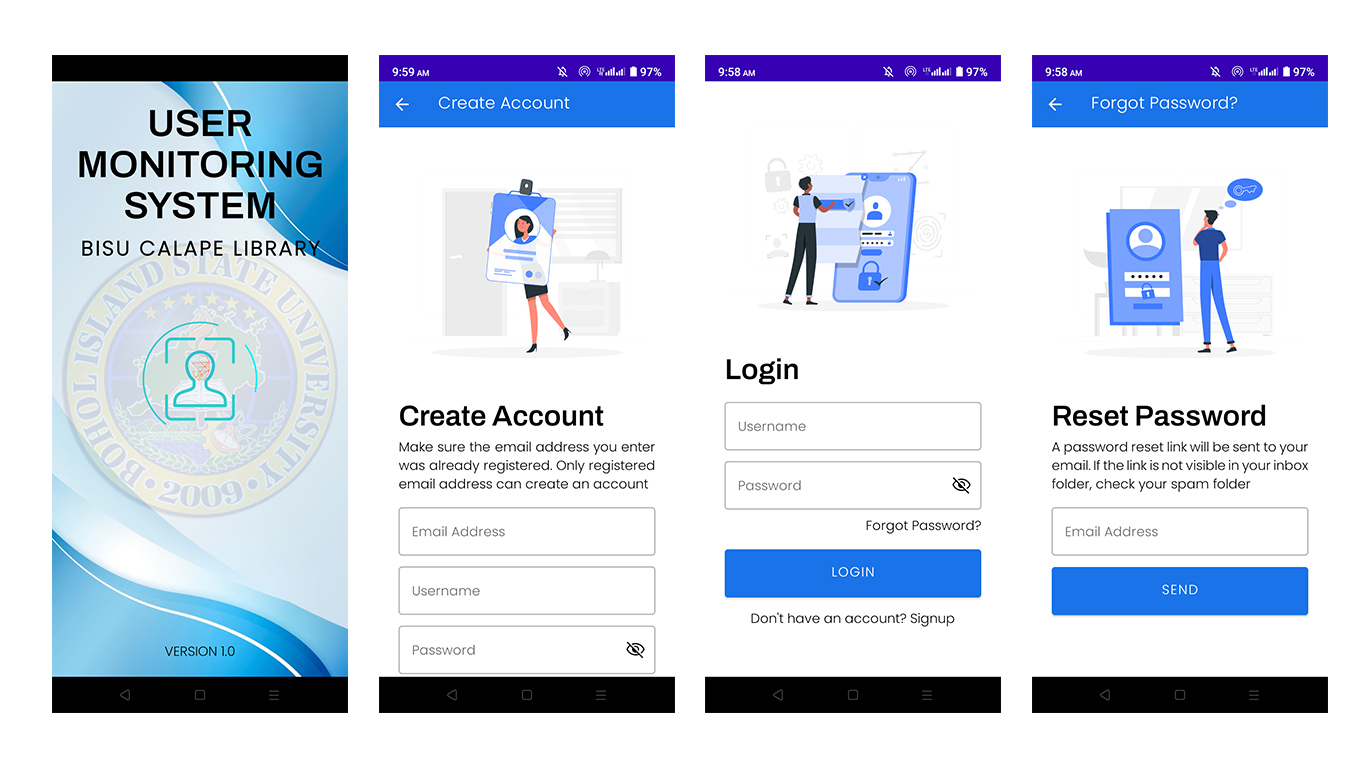 USER
MONITORING
SYSTEM
BISU CALAPE LIBRARY
BOHOL ISLAND STATE UNIVERSITY
2009
VERSION 1.0
9:59 AM
LTE
97%
Create Account
Create Account
Make sure the email address you enter
was already registered. Only registered
email address can create an account
Email Address
Username
Password
9:58 AM
LTE
97%
Login
Username
Password
Forgot Password?
LOGIN
Don't have an account? Signup
9:58 AM
LTE
97%
Forgot Password?
Reset Password
A password reset link will be sent to your
email. If the link is not visible in your inbox
folder, check your spam folder
Email Address
SEND